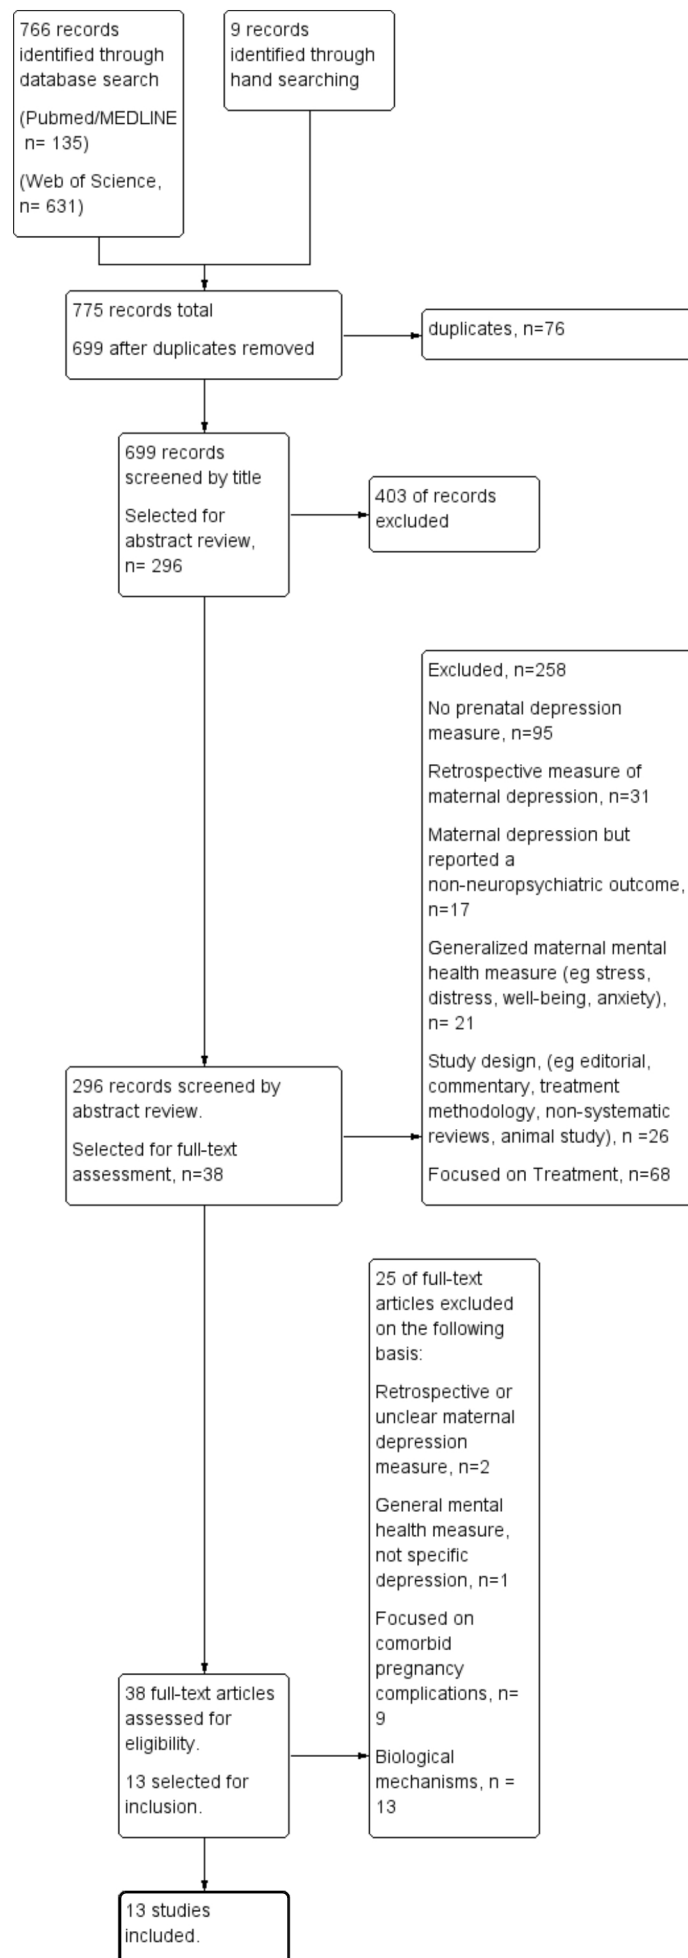 766 records
identified through
database search
(Pubmed/MEDLINE
n= 135)
(Web of Science,
n= 631)
9 records
identified through
hand searching
775 records total
699 after duplicates removed
duplicates, n=76
699 records
screened by title
Selected for
abstract review,
n= 296
403 of records
excluded
Excluded, n=258
No prenatal depression
measure, n=95
Retrospective measure of
maternal depression, n=31
Maternal depression but
reported a
non-neuropsychiatric outcome,
n=17
Generalized maternal mental
health measure (eg stress,
distress, well-being, anxiety),
n= 21
Study design, (eg editorial,
commentary, treatment
methodology, non-systematic
reviews, animal study), n =26
Focused on Treatment, n=68
296 records screened by
abstract review.
Selected for full-text
assessment, n=38
25 of full-text
articles excluded
on the following
basis:
Retrospective or
unclear maternal
depression
measure, n=2
General mental
health measure,
not specific
depression, n=1
Focused on
comorbid
pregnancy
complications, n=
9
Biological
mechanisms, n =
13
38 full-text articles
assessed for
eligibility.
13 selected for
inclusion.
13 studies
included.